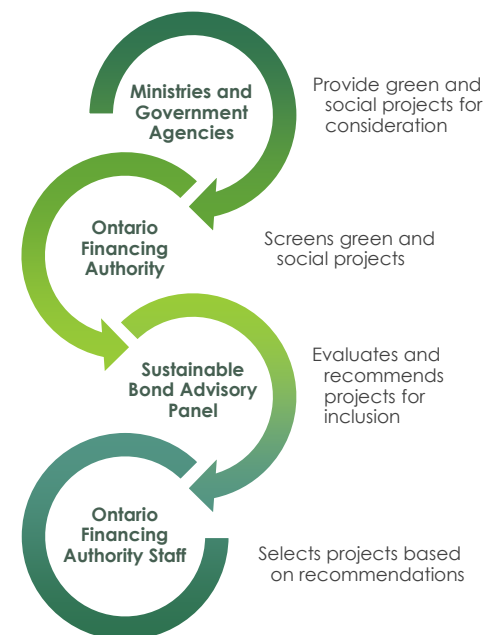 Ministries and
Government
Agencies
Provide green and
social projects for
consideration
Ontario
Financing
Authority
Screens green and
social projects
Sustainable
Bond Advisory
Panel
Evaluates and
recommends
projects for
inclusion
Ontario
Financing
Authority Staff
Selects projects based
on recommendations